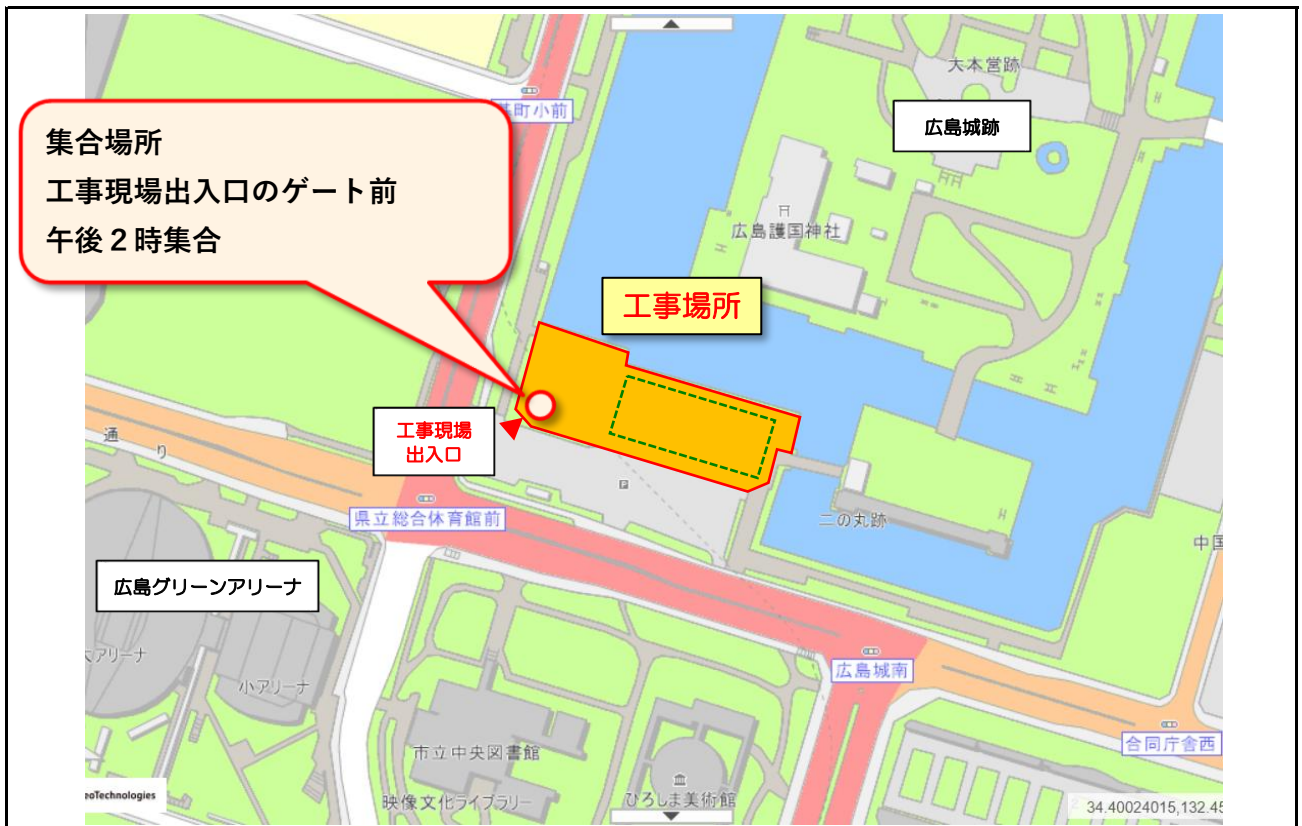 大本営跡
基町小前
広島城跡
集合場所
工事現場出入口のゲート前
午後２時集合
広島護国神社
工事場所
工事現場
出入口
通り
P
県立総合体育館前
二の丸跡
中国
広島グリーンアリーナ
大アリーナ
小アリーナ
広島城南
合同庁舎西
市立中央図書館
映像文化ライブラリー
ひろしま美術館
eoTechnologies
34.40024015,132.45